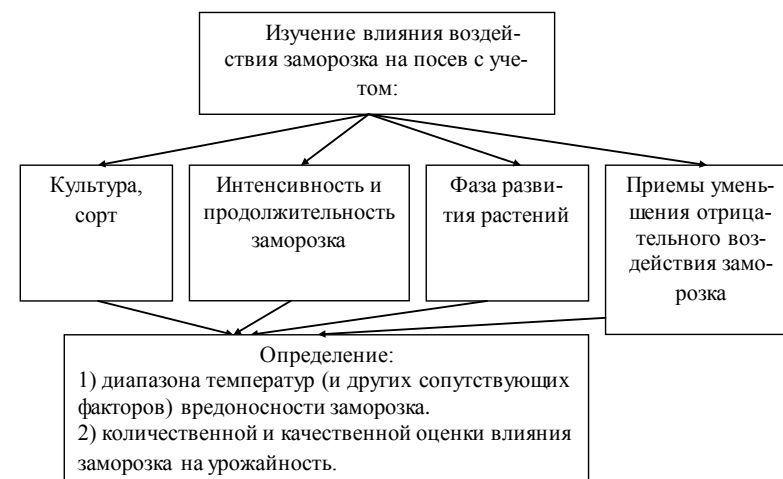 Изучение влияния воздей-
ствия заморозка на посев с уче-
том:
Культура,
сорт
Интенсивность и
продолжительность
заморозка
Фаза разви-
тия растений
Приемы умень-
шения отрица-
тельного воз-
действия замо-
розка
Определение:
1) диапазона температур (и других сопутствующих
факторов) вредоносности заморозка.
2) количественной и качественной оценки влияния
заморозка на урожайность.